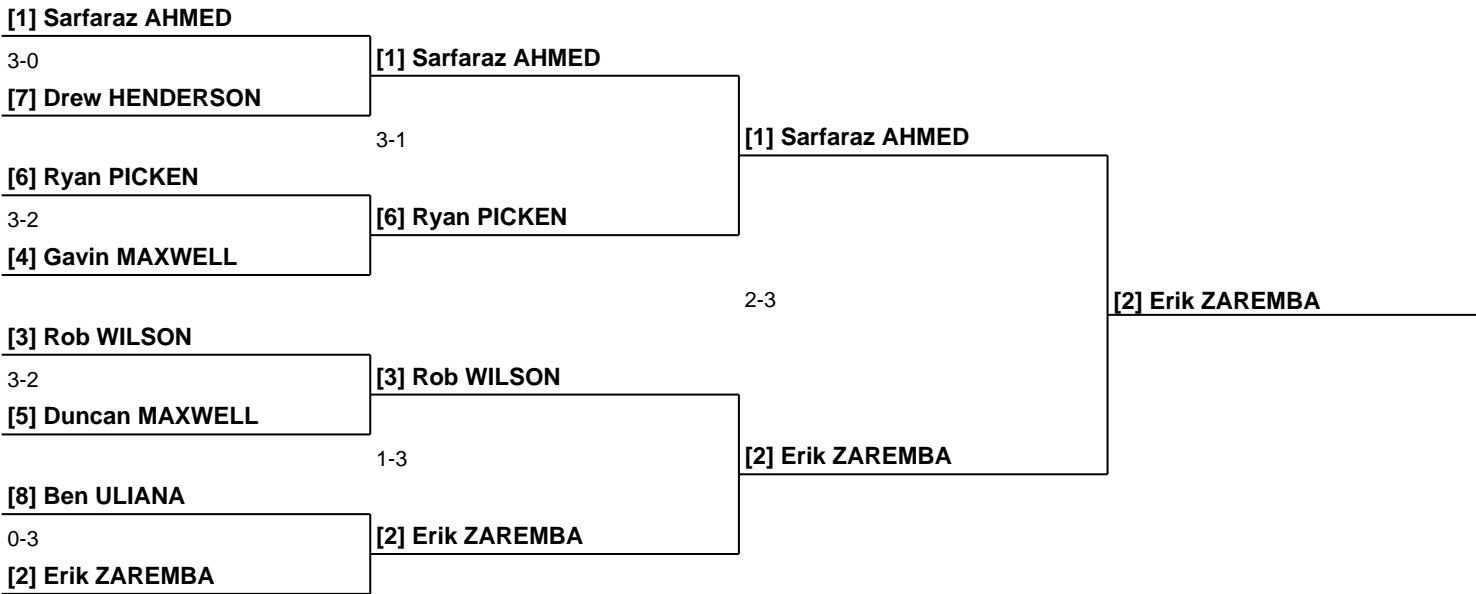 [1] Sarfaraz AHMED
3-0
[1] Sarfaraz AHMED
[7] Drew HENDERSON
3-1
[1] Sarfaraz AHMED
[6] Ryan PICKEN
3-2
[6] Ryan PICKEN
[4] Gavin MAXWELL
2-3
[2] Erik ZAREMBA
[3] Rob WILSON
3-2
[3] Rob WILSON
[5] Duncan MAXWELL
1-3
[2] Erik ZAREMBA
[8] Ben ULIANA
0-3
[2] Erik ZAREMBA
[2] Erik ZAREMBA